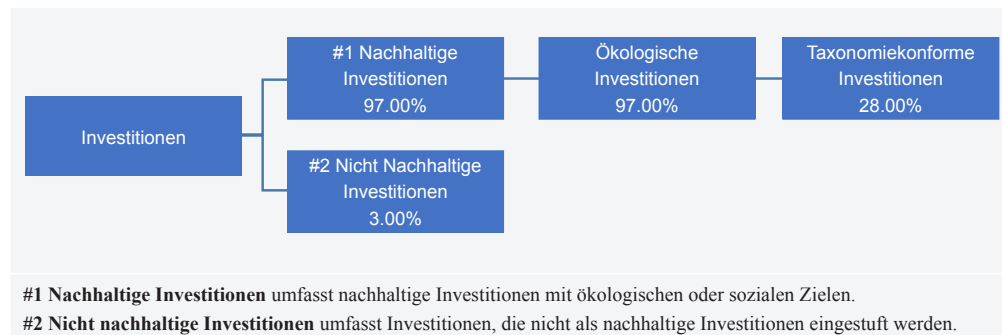 #1 Nachhaltige
Investitionen
97.00%
Ökologische
Investitionen
97.00%
Taxonomiekonforme
Investitionen
28.00%
Investitionen
#2 Nicht Nachhaltige
Investitionen
3.00%
#1 Nachhaltige Investitionen umfasst nachhaltige Investitionen mit ökologischen oder sozialen Zielen.
#2 Nicht nachhaltige Investitionen umfasst Investitionen, die nicht als nachhaltige Investitionen eingestuft werden.